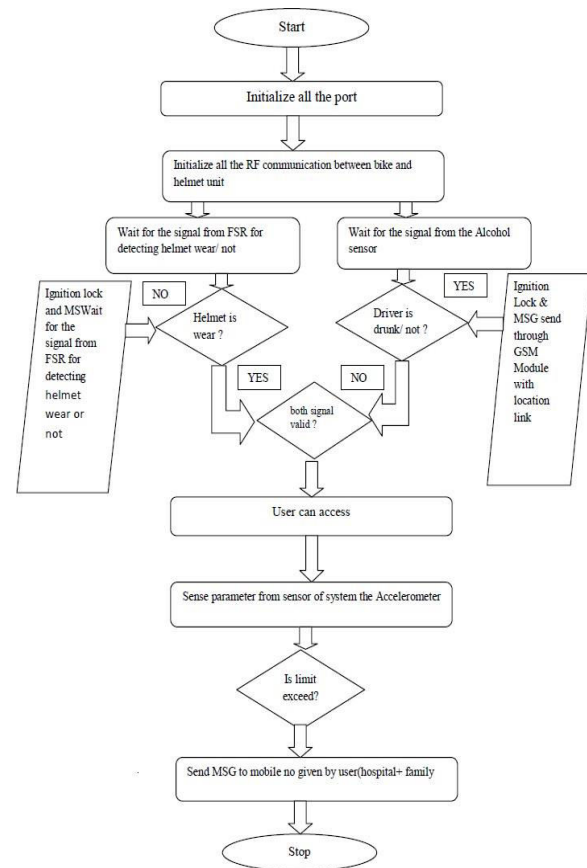 Start
Initialize all the port
Initialize all the RF communication between bike and
helmet unit
Wait for the signal from FSR for
detecting helmet wear/ not
Wait for the signal from the Alcohol
sensor
Ignition lock
and MSWait
for the
signal from
FSR for
detecting
helmet
wear or
not
NO
Helmet is
wear ?
YES
Driver is
drunk/ not ?
YES
NO
Ignition
Lock &
MSG send
through
GSM
Module
with
location
link
both signal
valid ?
User can access
Sense parameter from sensor of system the Accelerometer
Is limit
exceed?
Send MSG to mobile no given by user(hospital+ family
Stop